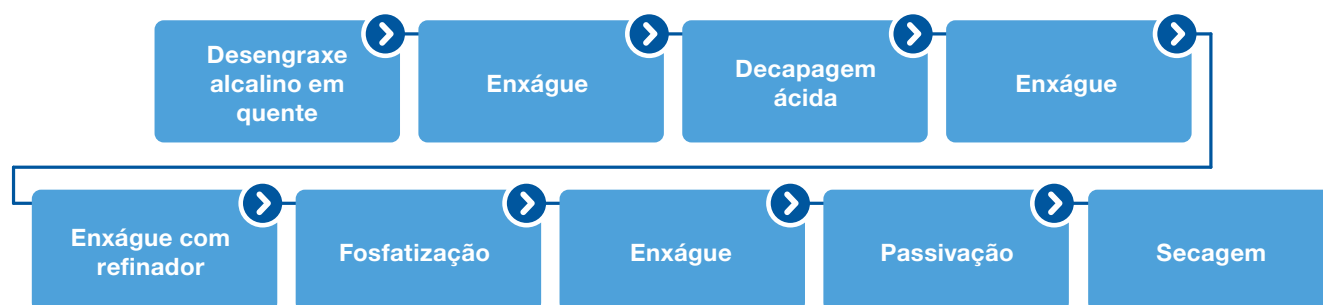 Desengraxe
alcalino em
quente
Enxágue
Decapagem
ácida
Enxágue
Enxágue com
refinador
Fosfatização
Enxágue
Passivação
Secagem